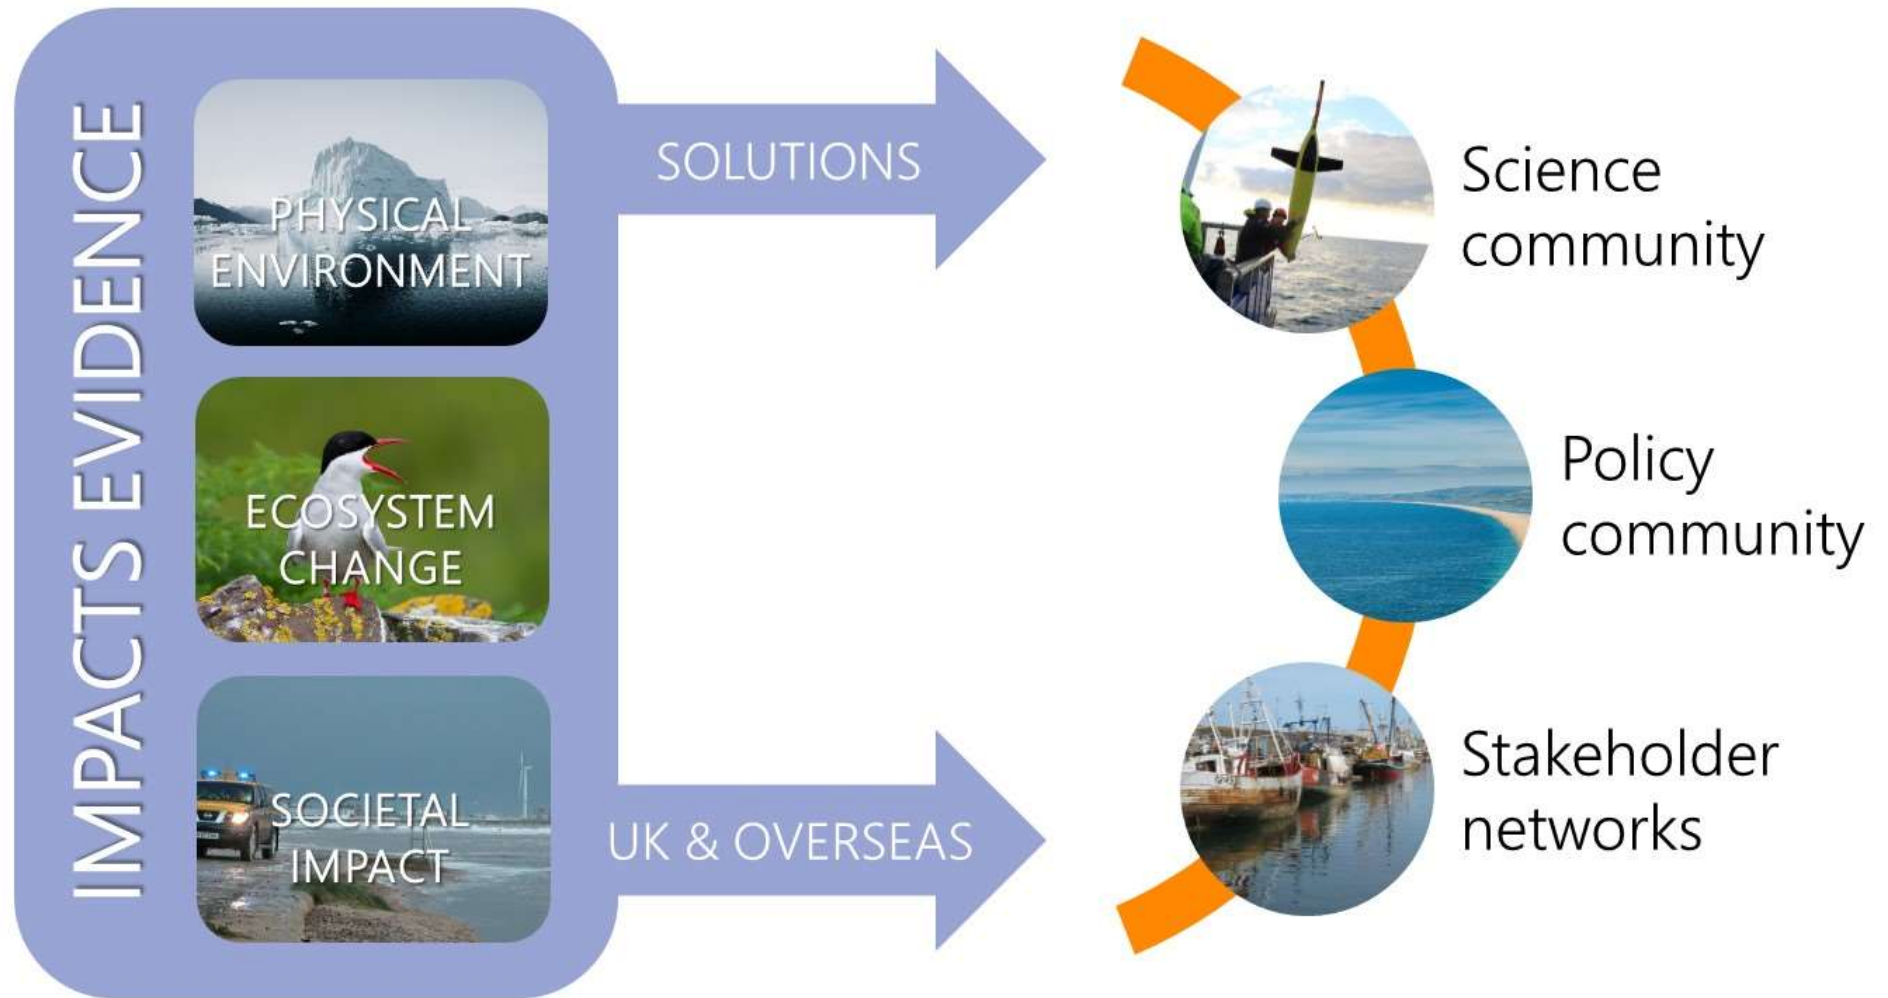 IMPACTS EVIDENCE
PHYSICAL
ENVIRONMENT
ECOSYSTEM
CHANGE
SOCIETAL
IMPACT
SOLUTIONS
UK & OVERSEAS
Science
community
Policy
community
Stakeholder
networks